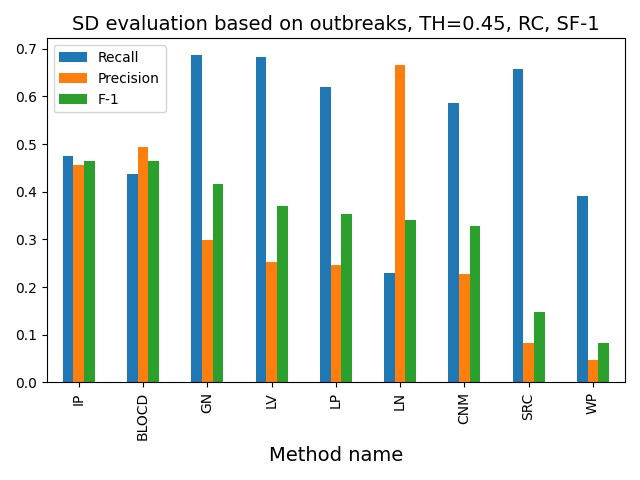 SD evaluation based on outbreaks, TH=0.45, RC, SF-1
Recall
Precision
F-1
0.7
0.6
0.5
0.4
0.3
0.2
0.1
0.0
IP
BLOCD
GN
LV
LP
LN
CNM
SRC
WP
Method name